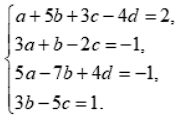 a + 5b + 3c − 4d = 2,
3a + b − 2c = −1,
5a − 7b + 4d = −1,
3b − 5c = 1.